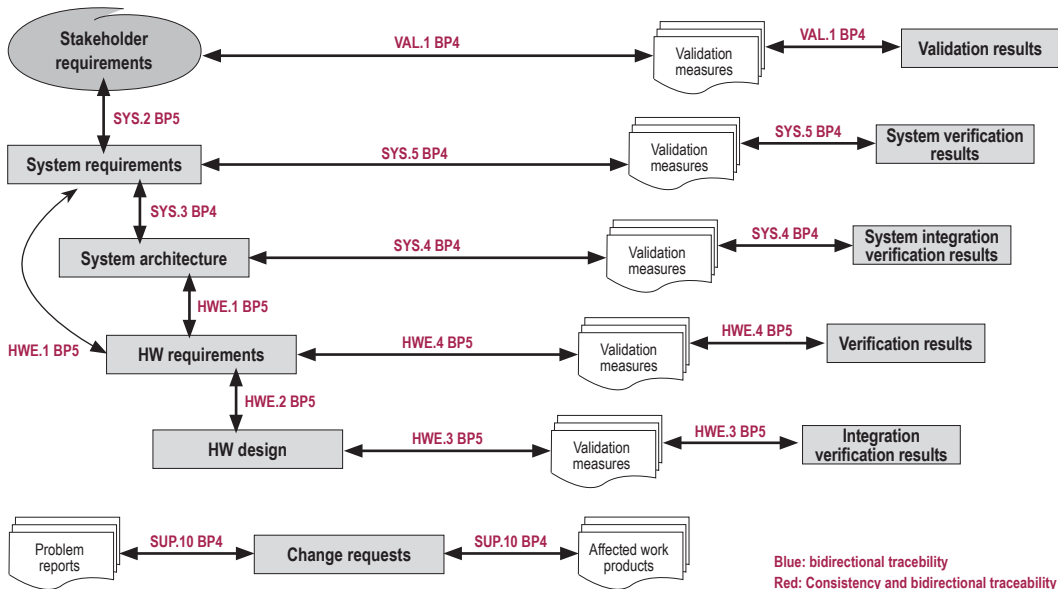 Stakeholder
requirements
VAL.1 BP4
Validation
measures
VAL.1 BP4
Validation results
SYS.2 BP5
System requirements
SYS.5 BP4
Validation
measures
SYS.5 BP4
System verification
results
SYS.3 BP4
System architecture
SYS.4 BP4
Validation
measures
SYS.4 BP4
System integration
verification results
HWE.1 BP5
HWE.1 BP5
HW requirements
HWE.4 BP5
Validation
measures
HWE.4 BP5
Verification results
HWE.2 BP5
HW design
HWE.3 BP5
Validation
measures
HWE.3 BP5
Integration
verification results
Problem
reports
SUP.10 BP4
Change requests
SUP.10 BP4
Affected work
products
Blue: bidirectional tracebility
Red: Consistency and bidirectional traceability